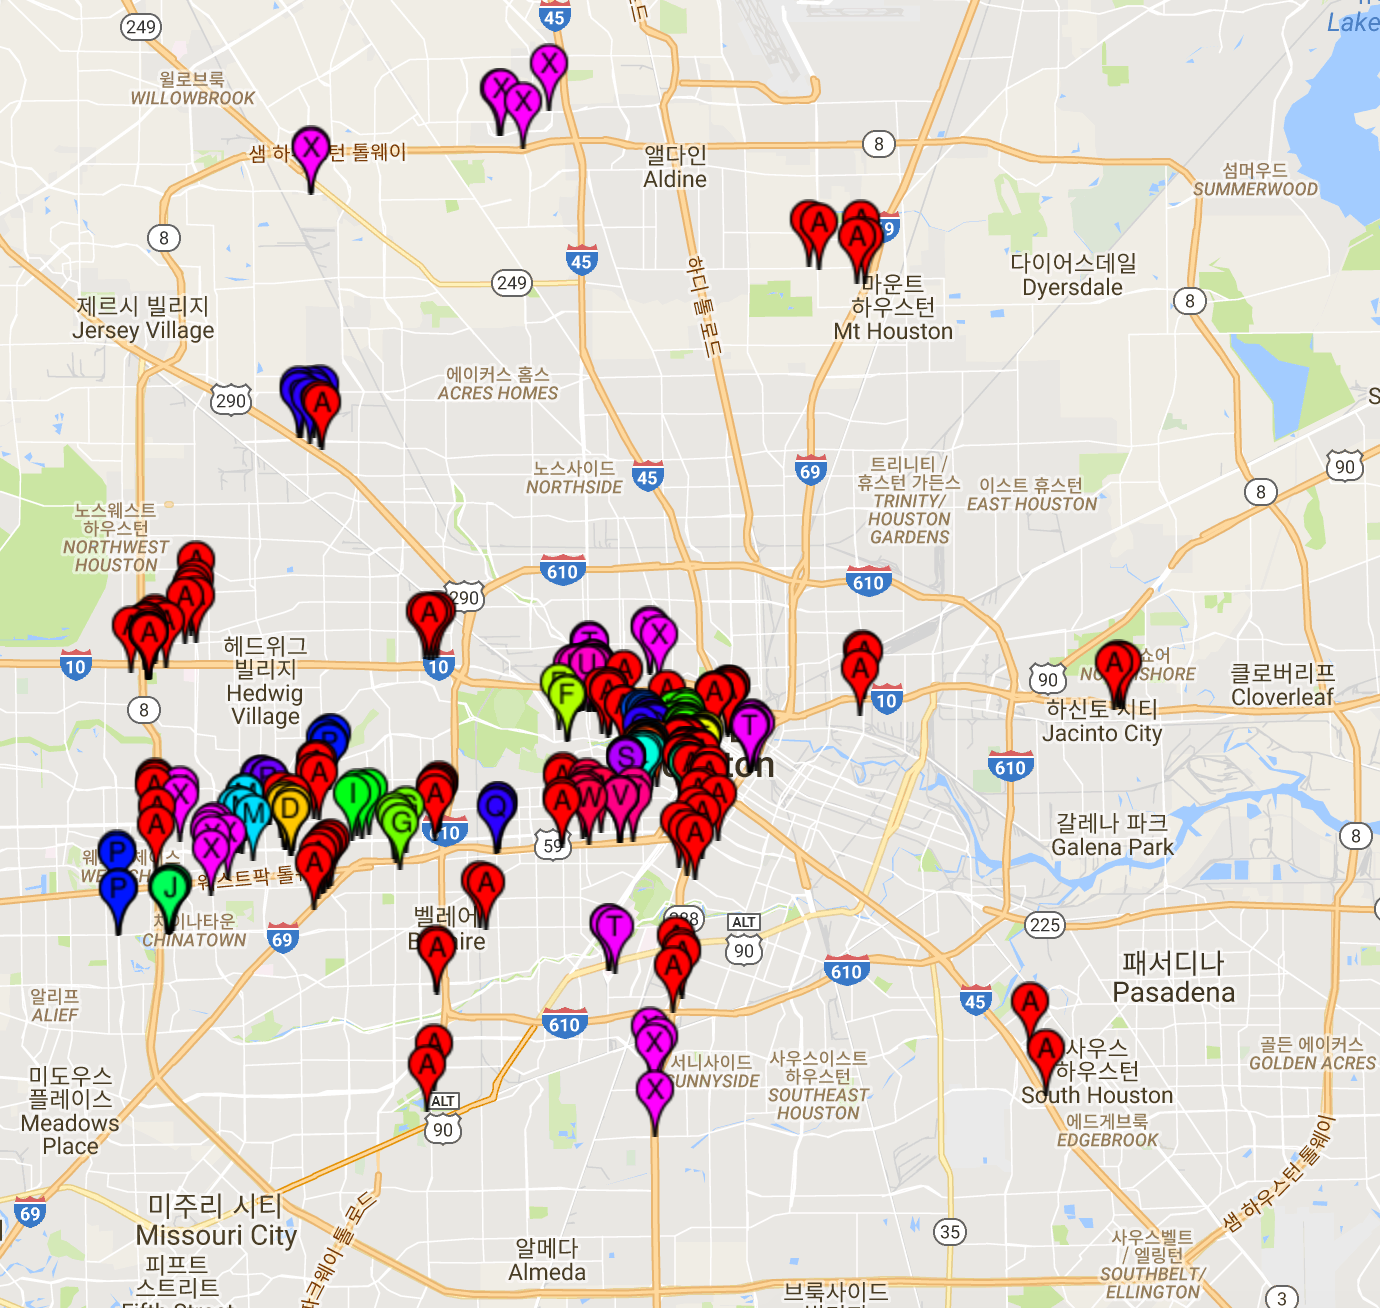 249
45
Lake
윌로브룩
WILLOWBROOK
X
X
X
X
샘 하
턴 톨웨이
앨다인
Aldine
8
섬머우드
SUMMERWOOD
8
A
A
A
45
249
하디 톨 로드
다이어스데일
Dyersdale
마운트
하우스턴
Mt Houston
8
제르시 빌리지
Jersey Village
에이커스 홈스
ACRES HOMES
290
A
노스사이드
NORTHSIDE
45
69
트리니티 /
휴스턴 가든스
TRINITY/
HOUSTON
GARDENS
이스트 휴스턴
EAST HOUSTON
90
8
노스웨스트
하우스턴
NORTHWEST
HOUSTON
A
A
A
610
610
290
A
헤드위그
빌리지
Hedwig
Village
10
10
8
T
X
U
A
F
A
A
A
A
10
90
A
쇼어
하신토 시티
Jacinto City
클로버리프
Cloverleaf
610
T
S
ton
A
X
A
A
M
D
I
G
A
610
Q
A
W
V
A
A
A
59
갈레나 파크
Galena Park
8
P
P
X
J
A
웨스트팍 톨
차이나타운
CHINATOWN
69
벨레어
A
A
T
288
ALT
90
A
A
610
225
패서디나
Pasadena
45
A
A
알리프
ALIEF
A
A
ALT
90
610
X
X
서니사이드
SUNNYSIDE
사우스이스트
하우스턴
SOUTHEAST
HOUSTON
사우스
하우스턴
South Houston
골든 에이커스
GOLDEN ACRES
에드게브룩
EDGEBROOK
미도우스
플레이스
Meadows
Place
69
미주리 시티
Missouri City
피프트
스트리트
알메다
Almeda
브룩사이드
35
샘 하우스턴 톨웨이
사우스벨트
/ 엘링턴
SOUTHBELT/
ELLINGTON
3